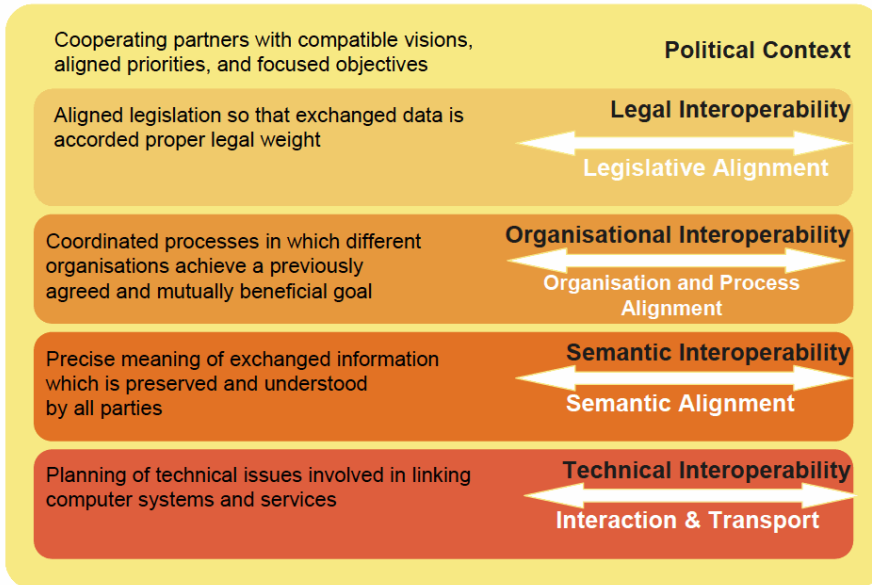 Cooperating partners with compatible visions,
aligned priorities, and focused objectives
Political Context
Aligned legislation so that exchanged data is
accorded proper legal weight
Legal Interoperability
Legislative Alignment
Coordinated processes in which different
organisations achieve a previously
agreed and mutually beneficial goal
Organisational Interoperability
Organisation and Process
Alignment
Precise meaning of exchanged information
which is preserved and understood
by all parties
Semantic Interoperability
Semantic Alignment
Planning of technical issues involved in linking
computer systems and services
Technical Interoperability
Interaction & Transport